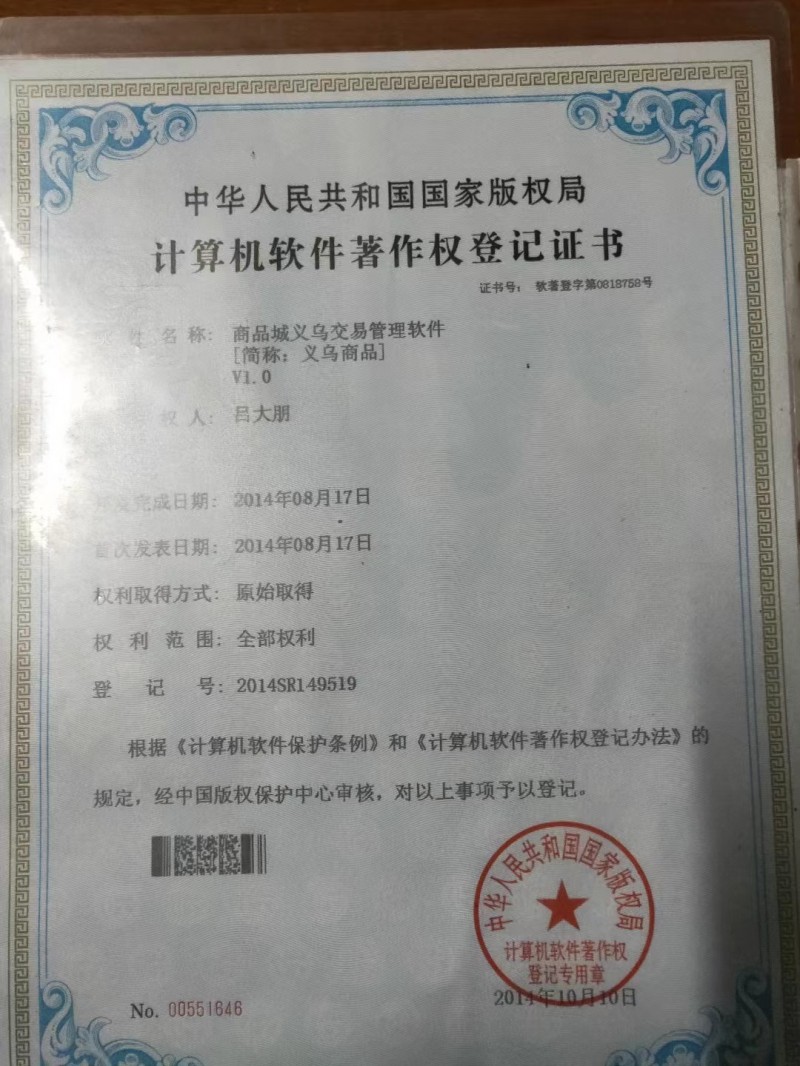 中华人民共和国国家版权局
计算机软件著作权登记证书
证书号： 软著登字第0818758号
件 名 称： 商品城义乌交易管理软件
[简称：义乌商品]
V1.0
权 人： 吕大朋
完成日期： 2014年08月17日
首次发表日期： 2014年08月17日
权利取得方式： 原始取得
权 利 范 围： 全部权利
登 记 号： 2014SR149519
根据《计算机软件保护条例》和《计算机软件著作权登记办法》的
规定，经中国版权保护中心审核，对以上事项予以登记。
中华人民共和国国家版权局
计算机软件著作权
登记专用章
2014年10月10日
No. 00551646